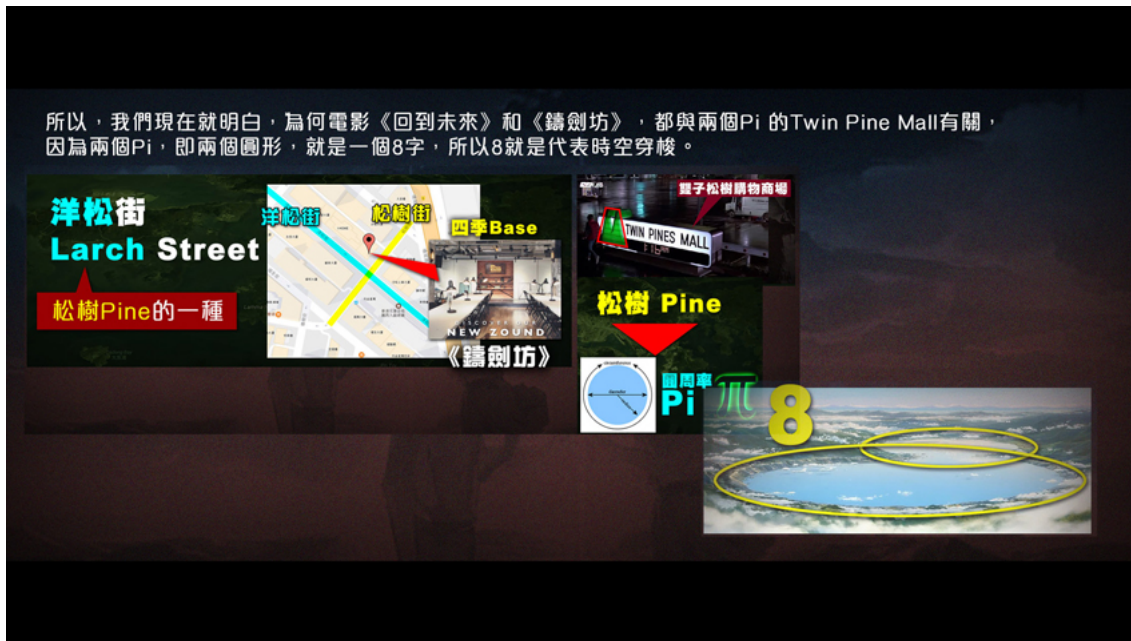 所以，我們現在就明白，為何電影《回到未來》和《鑄劍坊》，都與兩個Pi 的Twin Pine Mall有關，
因為兩個Pi，即兩個圓形，就是一個8字，所以8就是代表時空穿梭。
洋松街
Larch Street
松樹Pine的一種
洋松街
松樹街
四季Base
NEW ZOUND
《鑄劍坊》
雙子松樹購物商場
TWIN PINES MALL
松樹 Pine
圓周率
Pi π
8